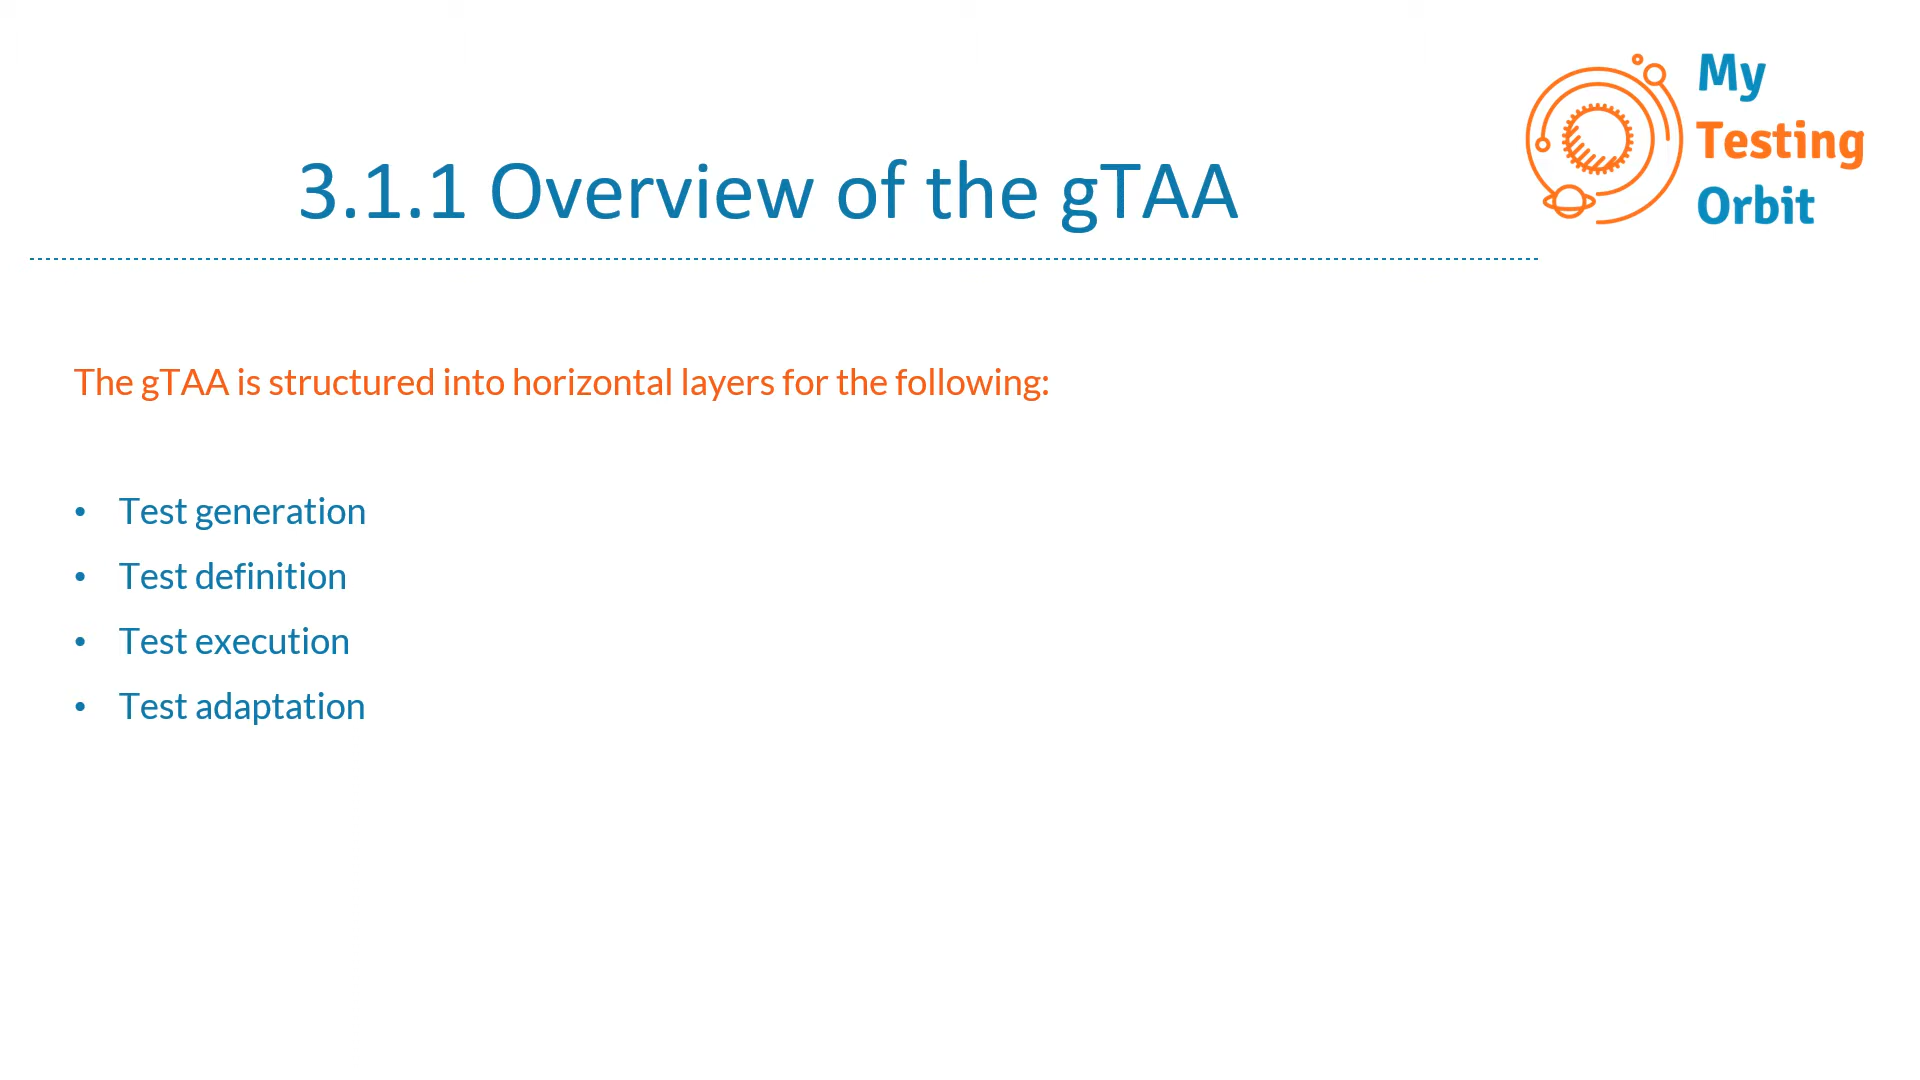 My
Testing
Orbit
3.1.1 Overview of the gTAA
The gTAA is structured into horizontal layers for the following:
• Test generation
• Test definition
• Test execution
• Test adaptation